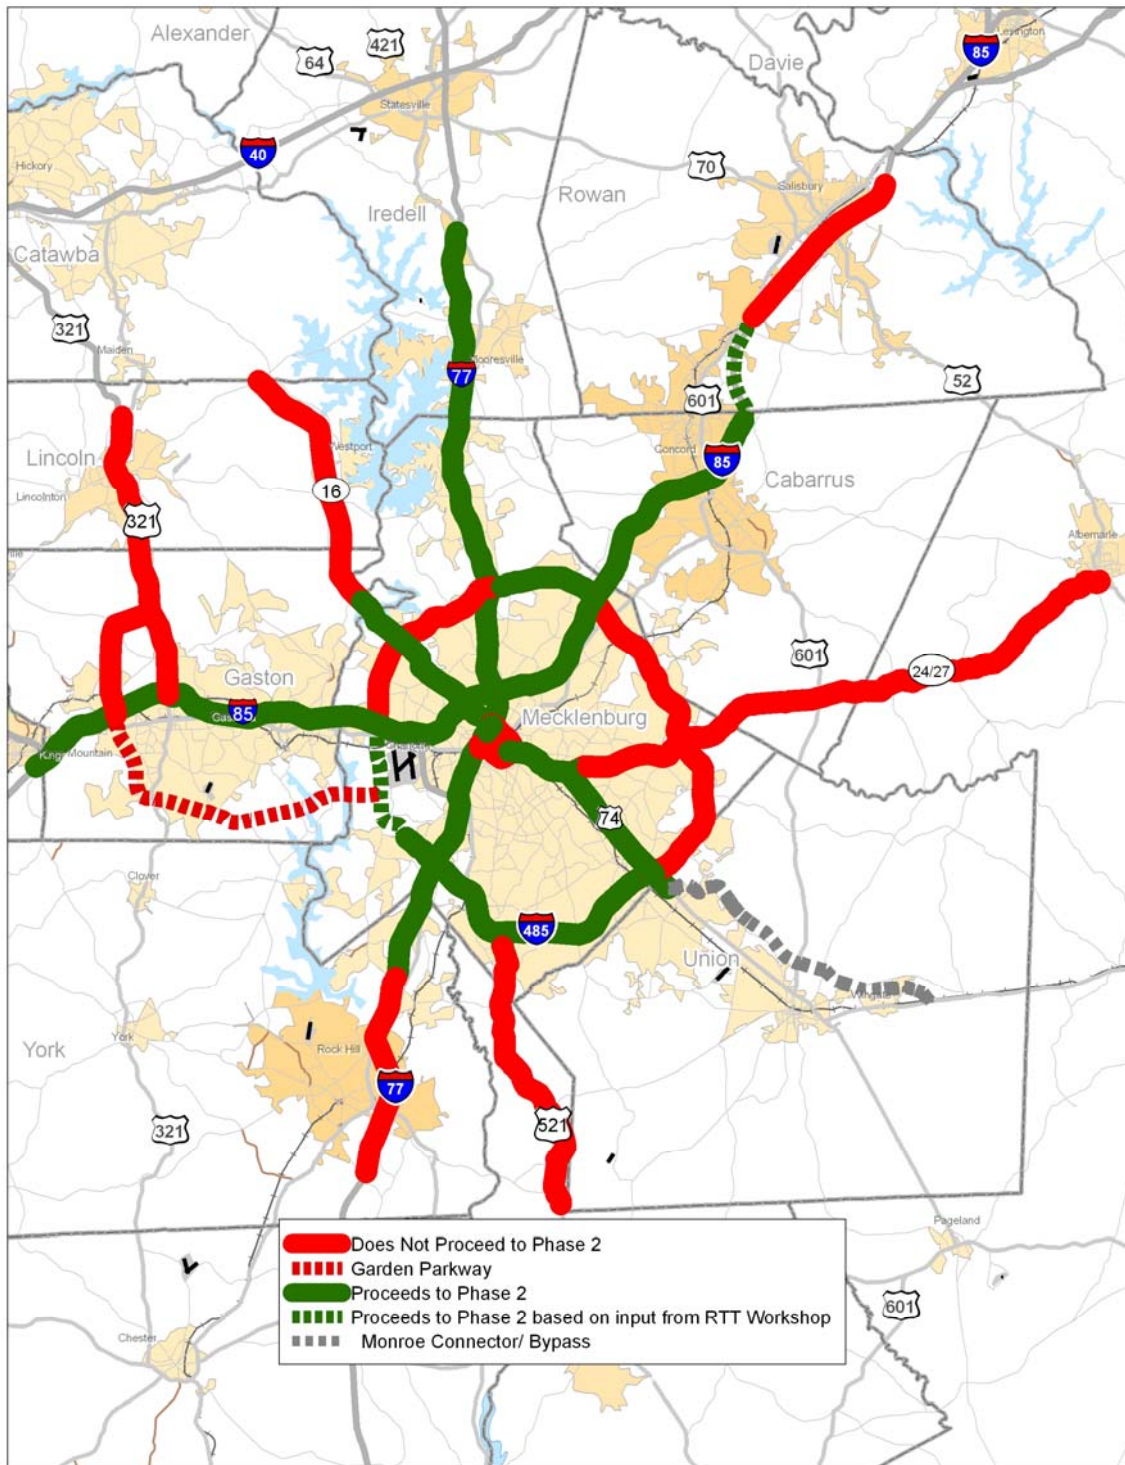 Alexander
421
64
Davie
Lexington
85
Statesville
40
Hickory
70
Salisbury
Rowan
Iredell
Catawba
321
Maiden
Mooresville
77
52
601
Westport
Concord
85
Lincoln
Cabarrus
Lincolnton
16
321
Albemarle
601
24/27
Gaston
85
Mecklenburg
Kings Mountain
74
Clover
485
Union
Wingate
York
York
Rock Hill
77
321
521
Pageland
601
Chester
Does Not Proceed to Phase 2
Garden Parkway
Proceeds to Phase 2
Proceeds to Phase 2 based on input from RTT Workshop
Monroe Connector/ Bypass